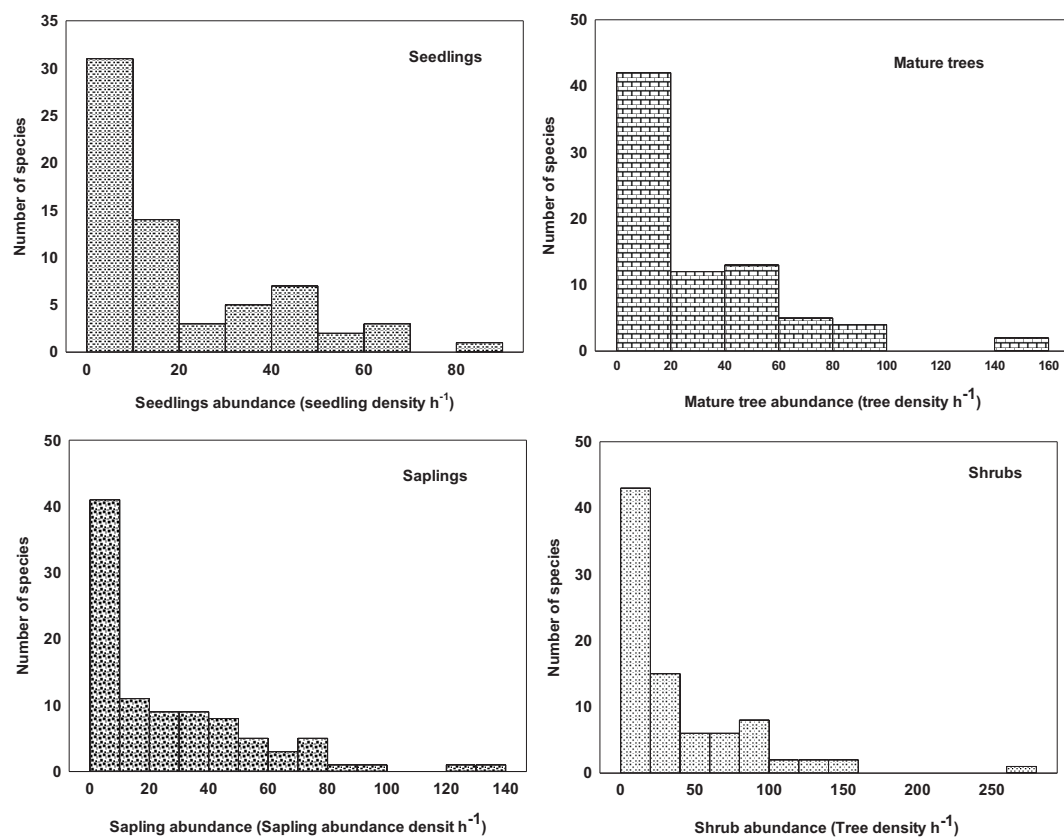 Seedlings
Number of species
35
30
25
20
15
10
5
0
0 20 40 60 80
Seedlings abundance (seedling density h-1)
Mature trees
Number of species
50
40
30
20
10
0
0 20 40 60 80 100 120 140 160
Mature tree abundance (tree density h-1)
Saplings
Number of species
50
40
30
20
10
0
0 20 40 60 80 100 120 140
Sapling abundance (Sapling abundance densit h-1)
Shrubs
Number of species
50
40
30
20
10
0
0 50 100 150 200 250
Shrub abundance (Tree density h-1)